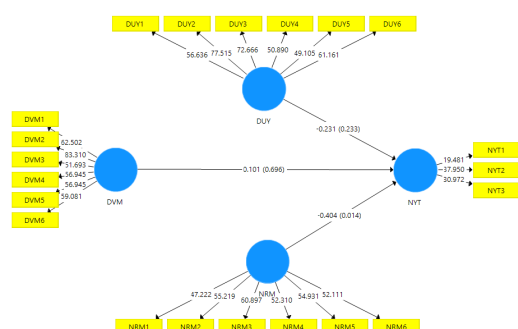 DUY1 DUY2 DUY3 DUY4 DUY5 DUY6
56.636 77.515 72.666 50.890 49.105 61.161
DUY
-0.231 (0.233)
DVM1
DVM2
DVM3
DVM4
DVM5
DVM6
62.502
83.310
51.693
56.945
56.945
59.081
DVM
0.101 (0.696)
NYT1
NYT2
NYT3
19.481
37.950
30.972
NYT
-0.404 (0.014)
NRM
47.222 55.219 60.897 52.310 54.931 52.111
NRM1 NRM2 NRM3 NRM4 NRM5 NRM6